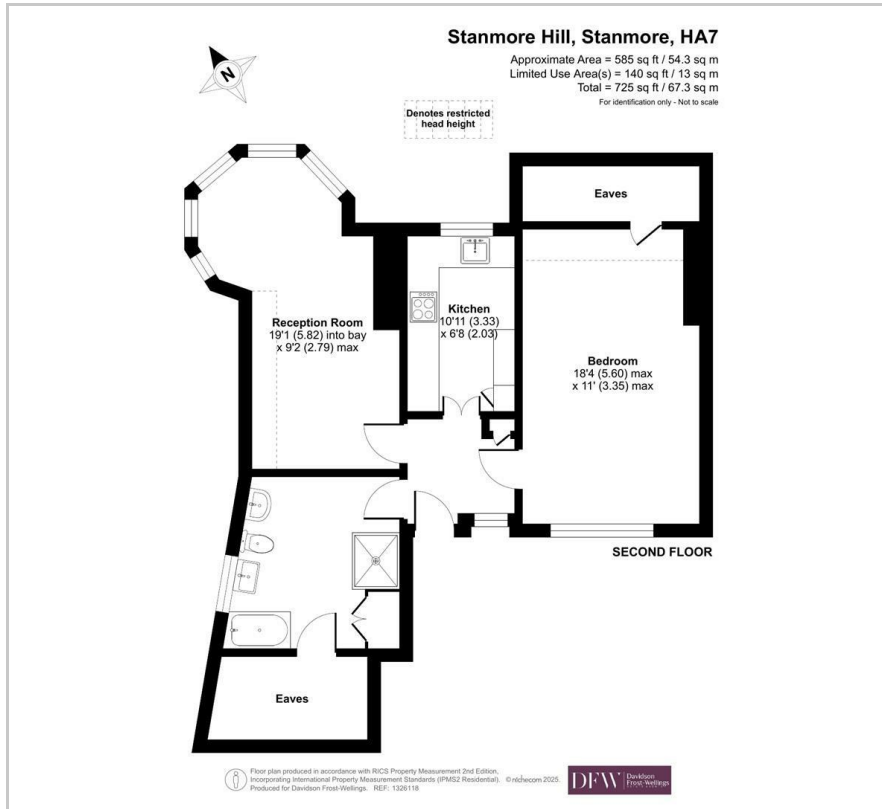 Stanmore Hill, Stanmore, HA7
Approximate Area = 585 sq ft / 54.3 sq m
Limited Use Area(s) = 140 sq ft / 13 sq m
Total = 725 sq ft / 67.3 sq m
For identification only - Not to scale
N
Denotes restricted
head height
Eaves
Reception Room
19'1 (5.82) into bay
x 9'2 (2.79) max
Kitchen
10'11 (3.33)
x 6'8 (2.03)
Bedroom
18'4 (5.60) max
x 11' (3.35) max
SECOND FLOOR
Eaves
Floor plan produced in accordance with RICS Property Measurement 2nd Edition,
Incorporating International Property Measurement Standards (IPMS2 Residential). © nichecom 2025.
Produced for Davidson Frost-Wellings. REF: 1326118
DFW
Davidson
Frost-Wellings